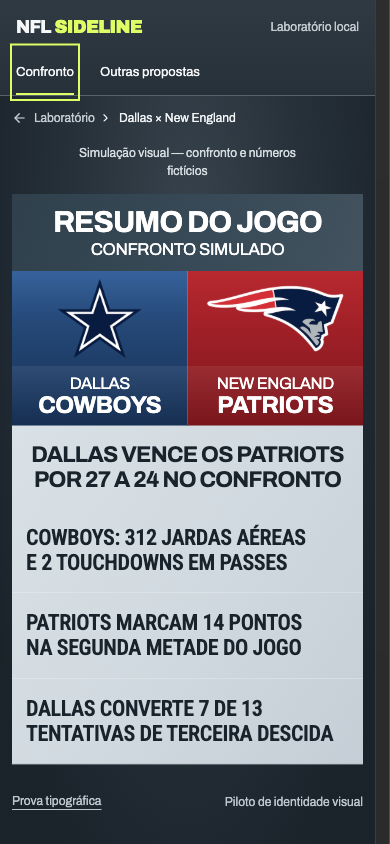 NFL SIDELINE
Laboratório local
Confronto
Outras propostas
← Laboratório > Dallas × New England
Simulação visual — confronto e números
fictícios
RESUMO DO JOGO
CONFRONTO SIMULADO
DALLAS
COWBOYS
NEW ENGLAND
PATRIOTS
DALLAS VENCE OS PATRIOTS
POR 27 A 24 NO CONFRONTO
COWBOYS: 312 JARDAS AÉREAS
E 2 TOUCHDOWNS EM PASSES
PATRIOTS MARCAM 14 PONTOS
NA SEGUNDA METADE DO JOGO
DALLAS CONVERTE 7 DE 13
TENTATIVAS DE TERCEIRA DESCIDA
Prova tipográfica
Piloto de identidade visual